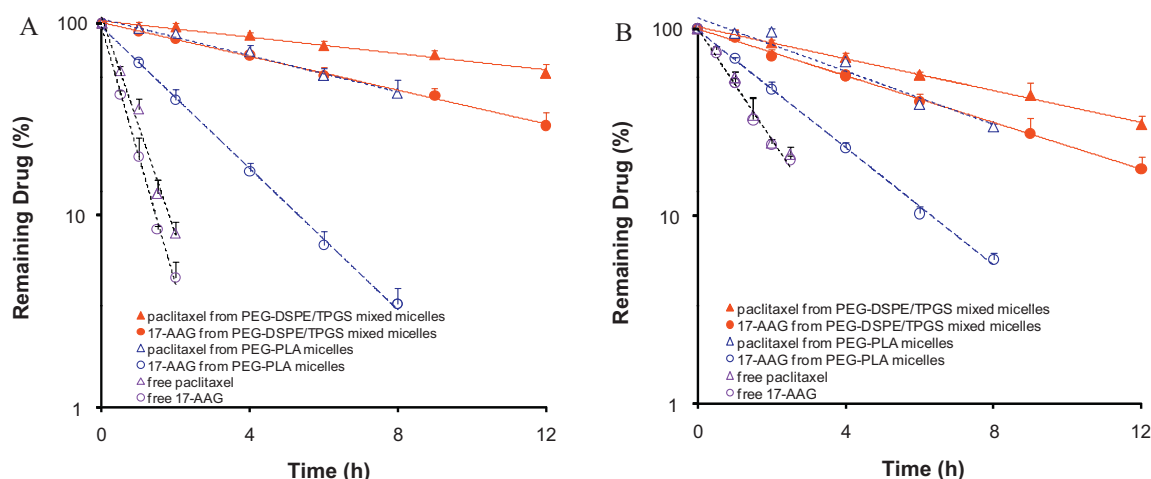 A
Remaining Drug (%)
100
10
1
paclitaxel from PEG-DSPE/TPGS mixed micelles
17-AAG from PEG-DSPE/TPGS mixed micelles
paclitaxel from PEG-PLA micelles
17-AAG from PEG-PLA micelles
free paclitaxel
free 17-AAG
0 4 8 12
Time (h)
B
Remaining Drug (%)
100
10
1
paclitaxel from PEG-DSPE/TPGS mixed micelles
17-AAG from PEG-DSPE/TPGS mixed micelles
paclitaxel from PEG-PLA micelles
17-AAG from PEG-PLA micelles
free paclitaxel
free 17-AAG
0 4 8 12
Time (h)